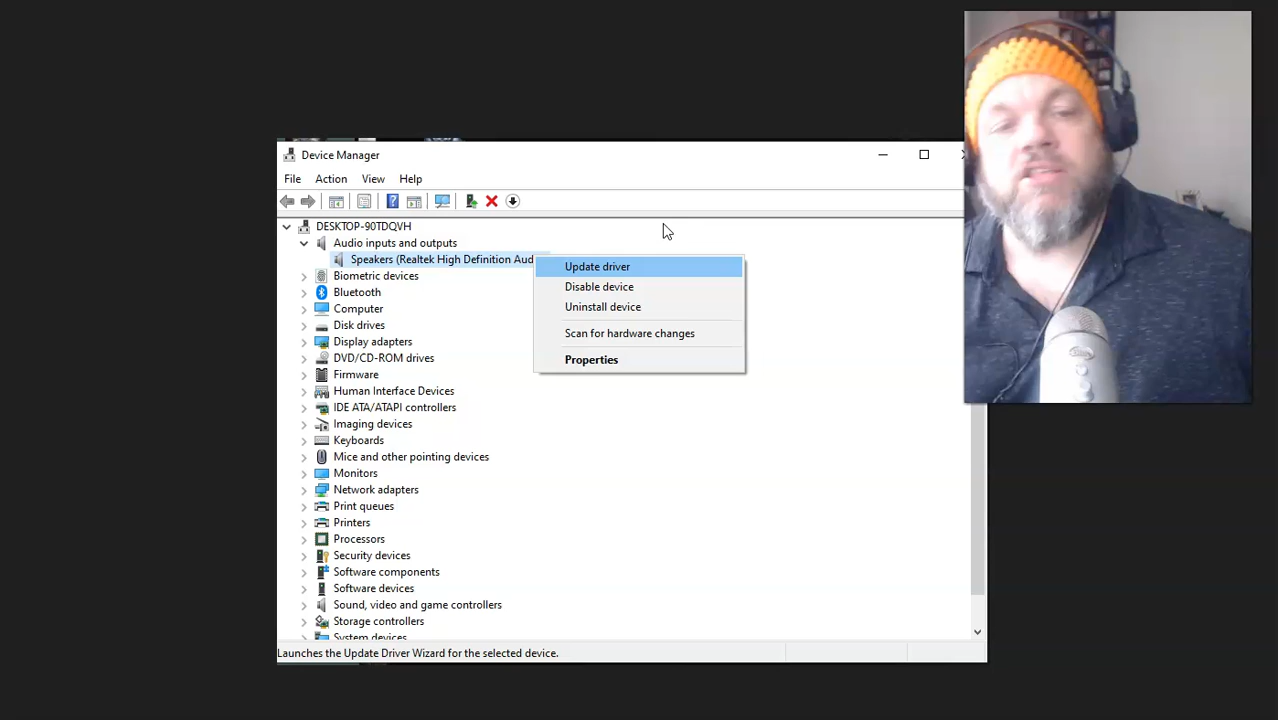 Device Manager
File Action View Help
DESKTOP-90TDQVH
Audio inputs and outputs
Speakers (Realtek High Definition Aud
Update driver
Disable device
Uninstall device
Scan for hardware changes
Properties
Biometric devices
Bluetooth
Computer
Disk drives
Display adapters
DVD/CD-ROM drives
Firmware
Human Interface Devices
IDE ATA/ATAPI controllers
Imaging devices
Keyboards
Mice and other pointing devices
Monitors
Network adapters
Print queues
Printers
Processors
Security devices
Software components
Software devices
Sound, video and game controllers
Storage controllers
System devices
Launches the Update Driver Wizard for the selected device.